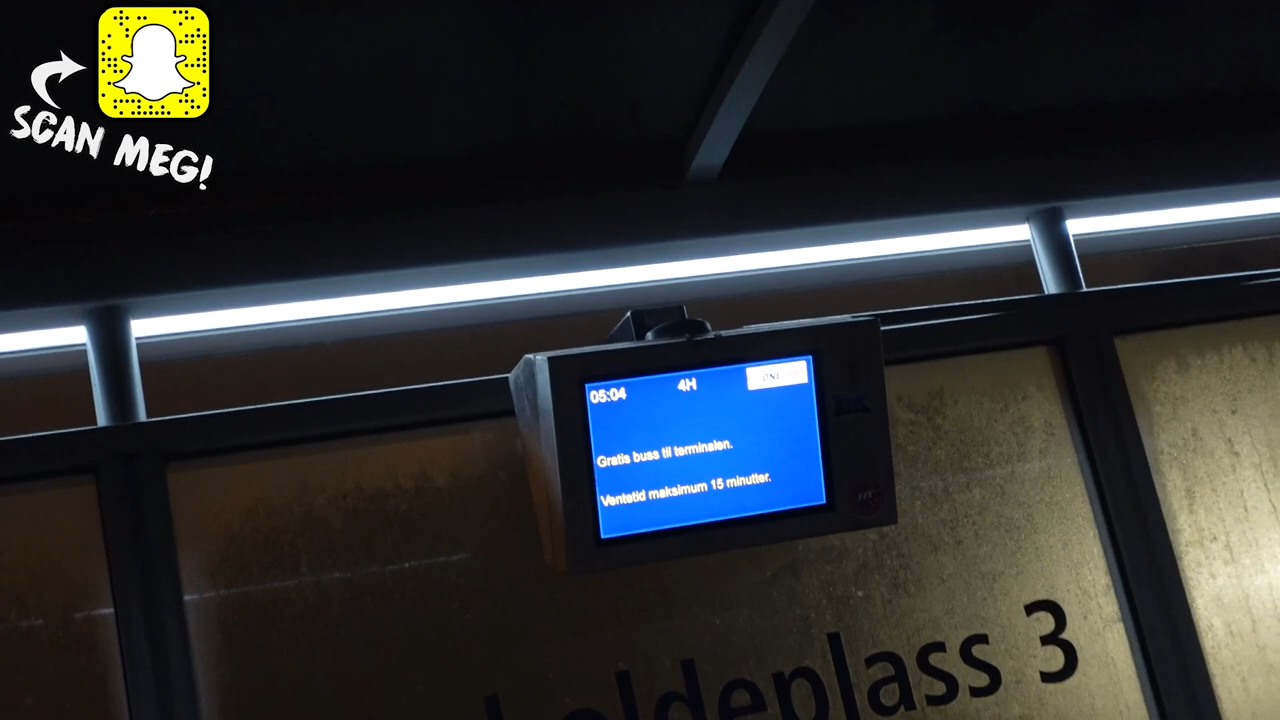 SCAN MEG!
05:04 4H
Gratis buss til terminalen.
Ventetid maksimum 15 minutter.
holdeplass 3